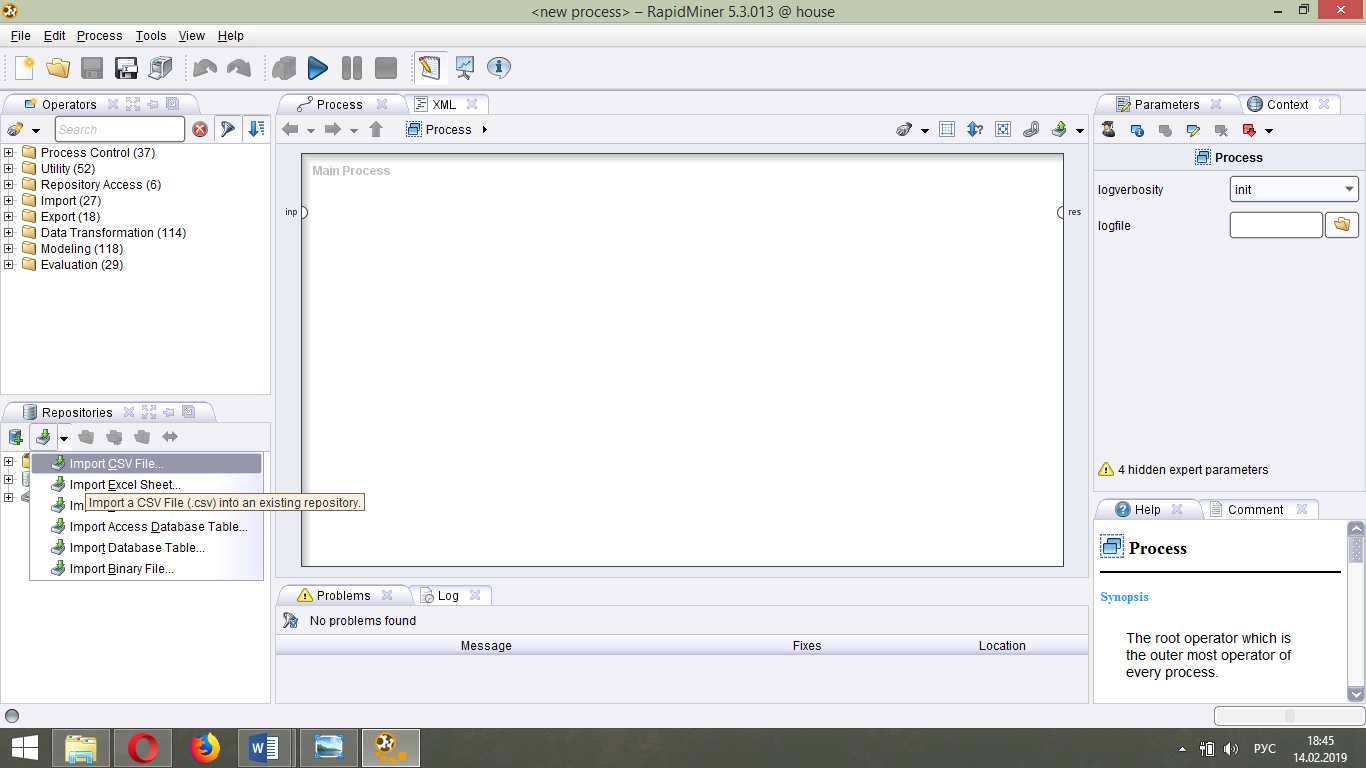 <new process> – RapidMiner 5.3.013 @ house
File Edit Process Tools View Help
Operators
Search
Process Control (37)
Utility (52)
Repository Access (6)
Import (27)
Export (18)
Data Transformation (114)
Modeling (118)
Evaluation (29)
Repositories
Import CSV File...
Import Excel Sheet...
Import a CSV File (.csv) into an existing repository.
Import Access Database Table...
Import Database Table...
Import Binary File...
Process XML
Process
Main Process
inp
res
Problems Log
No problems found
Message Fixes Location
Parameters Context
Process
logverbosity init
logfile
4 hidden expert parameters
Help Comment
Process
Synopsis
The root operator which is
the outer most operator of
every process.
РУС
18:45
14.02.2019